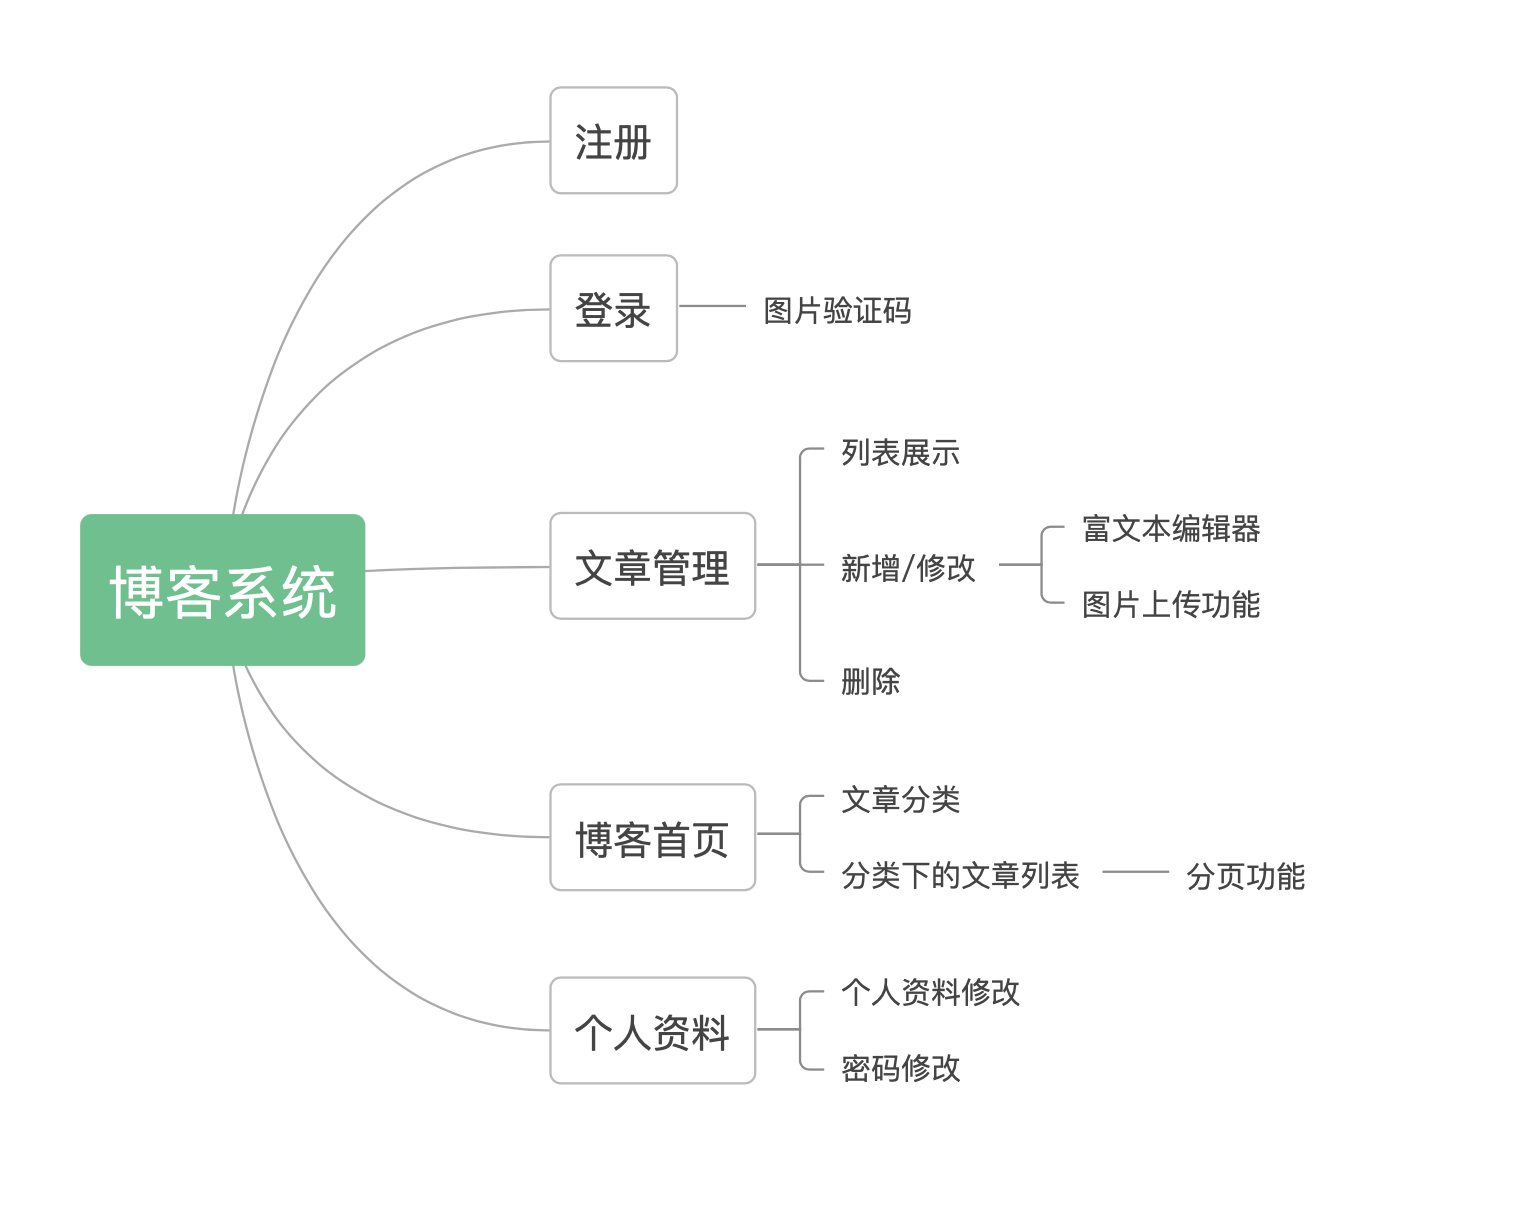 博客系统
注册
登录
图片验证码
文章管理
列表展示
新增/修改
富文本编辑器
图片上传功能
删除
博客首页
文章分类
分类下的文章列表
分页功能
个人资料
个人资料修改
密码修改